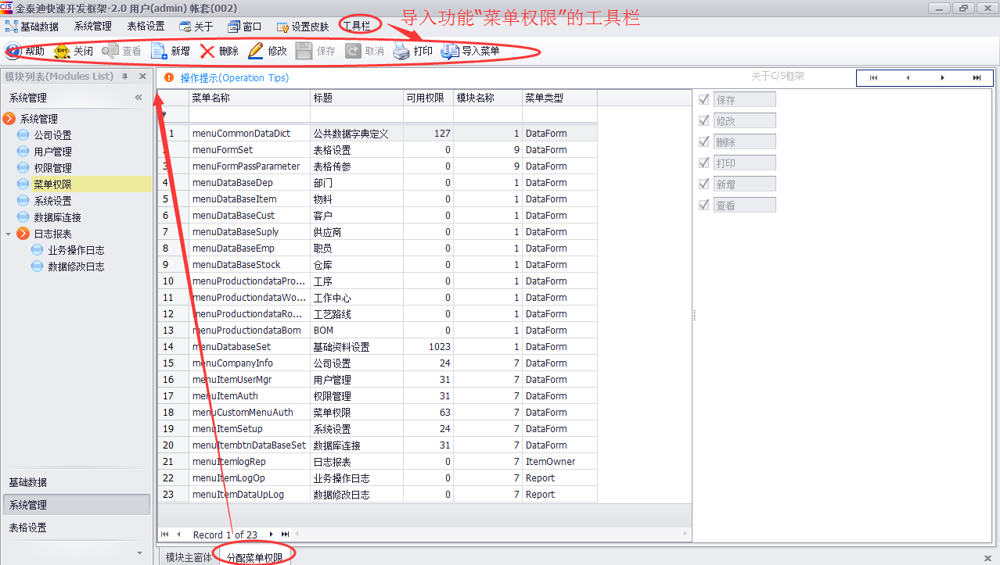 金泰迪快速开发框架-2.0 用户(admin) 帐套(002)
导入功能“菜单权限”的工具栏
基础数据 系统管理 表格设置 关于 窗口 设置皮肤 工具栏
帮助 关闭 查看 新增 删除 修改 保存 取消 打印 导入菜单
模块列表(Modules List)
操作提示(Operation Tips)
关于C/S框架
系统管理
系统管理
公司设置
用户管理
权限管理
菜单权限
系统设置
数据库连接
日志报表
业务操作日志
数据修改日志
基础数据
系统管理
表格设置
菜单名称 标题 可用权限 模块名称 菜单类型
1 menuCommonDataDict 公共数据字典定义 127 1 DataForm
2 menuFormSet 表格设置 0 9 DataForm
3 menuFormPassParameter 表格传参 0 9 DataForm
4 menuDataBaseDep 部门 0 1 DataForm
5 menuDataBaseItem 物料 0 1 DataForm
6 menuDataBaseCust 客户 0 1 DataForm
7 menuDataBaseSuply 供应商 0 1 DataForm
8 menuDataBaseEmp 职员 0 1 DataForm
9 menuDataBaseStock 仓库 0 1 DataForm
10 menuProductiondataPro... 工序 0 1 DataForm
11 menuProductiondataWo... 工作中心 0 1 DataForm
12 menuProductiondataRo... 工艺路线 0 1 DataForm
13 menuProductiondataBom BOM 0 1 DataForm
14 menuDatabaseSet 基础资料设置 1023 1 DataForm
15 menuCompanyInfo 公司设置 24 7 DataForm
16 menuItemUserMgr 用户管理 31 7 DataForm
17 menuItemAuth 权限管理 31 7 DataForm
18 menuCustomMenuAuth 菜单权限 63 7 DataForm
19 menuItemSetup 系统设置 24 7 DataForm
20 menuItembtnDataBaseSet 数据库连接 31 7 DataForm
21 menuItemlogRep 日志报表 0 7 ItemOwner
22 menuItemLogOp 业务操作日志 0 7 Report
23 menuItemDataUpLog 数据修改日志 0 7 Report
Record 1 of 23
保存
修改
删除
打印
新增
查看
模块主窗体 分配菜单权限